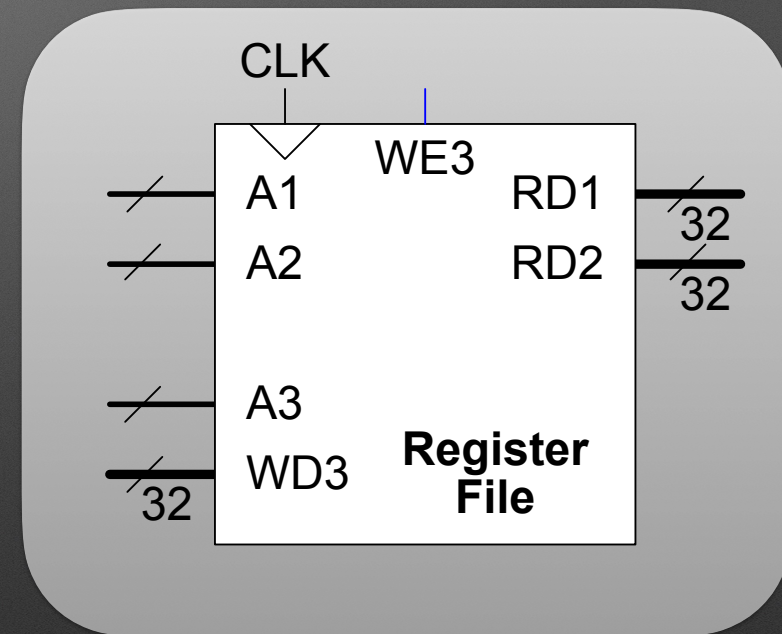 CLK
WE3
A1
RD1
32
A2
RD2
32
A3
WD3
32
Register
File